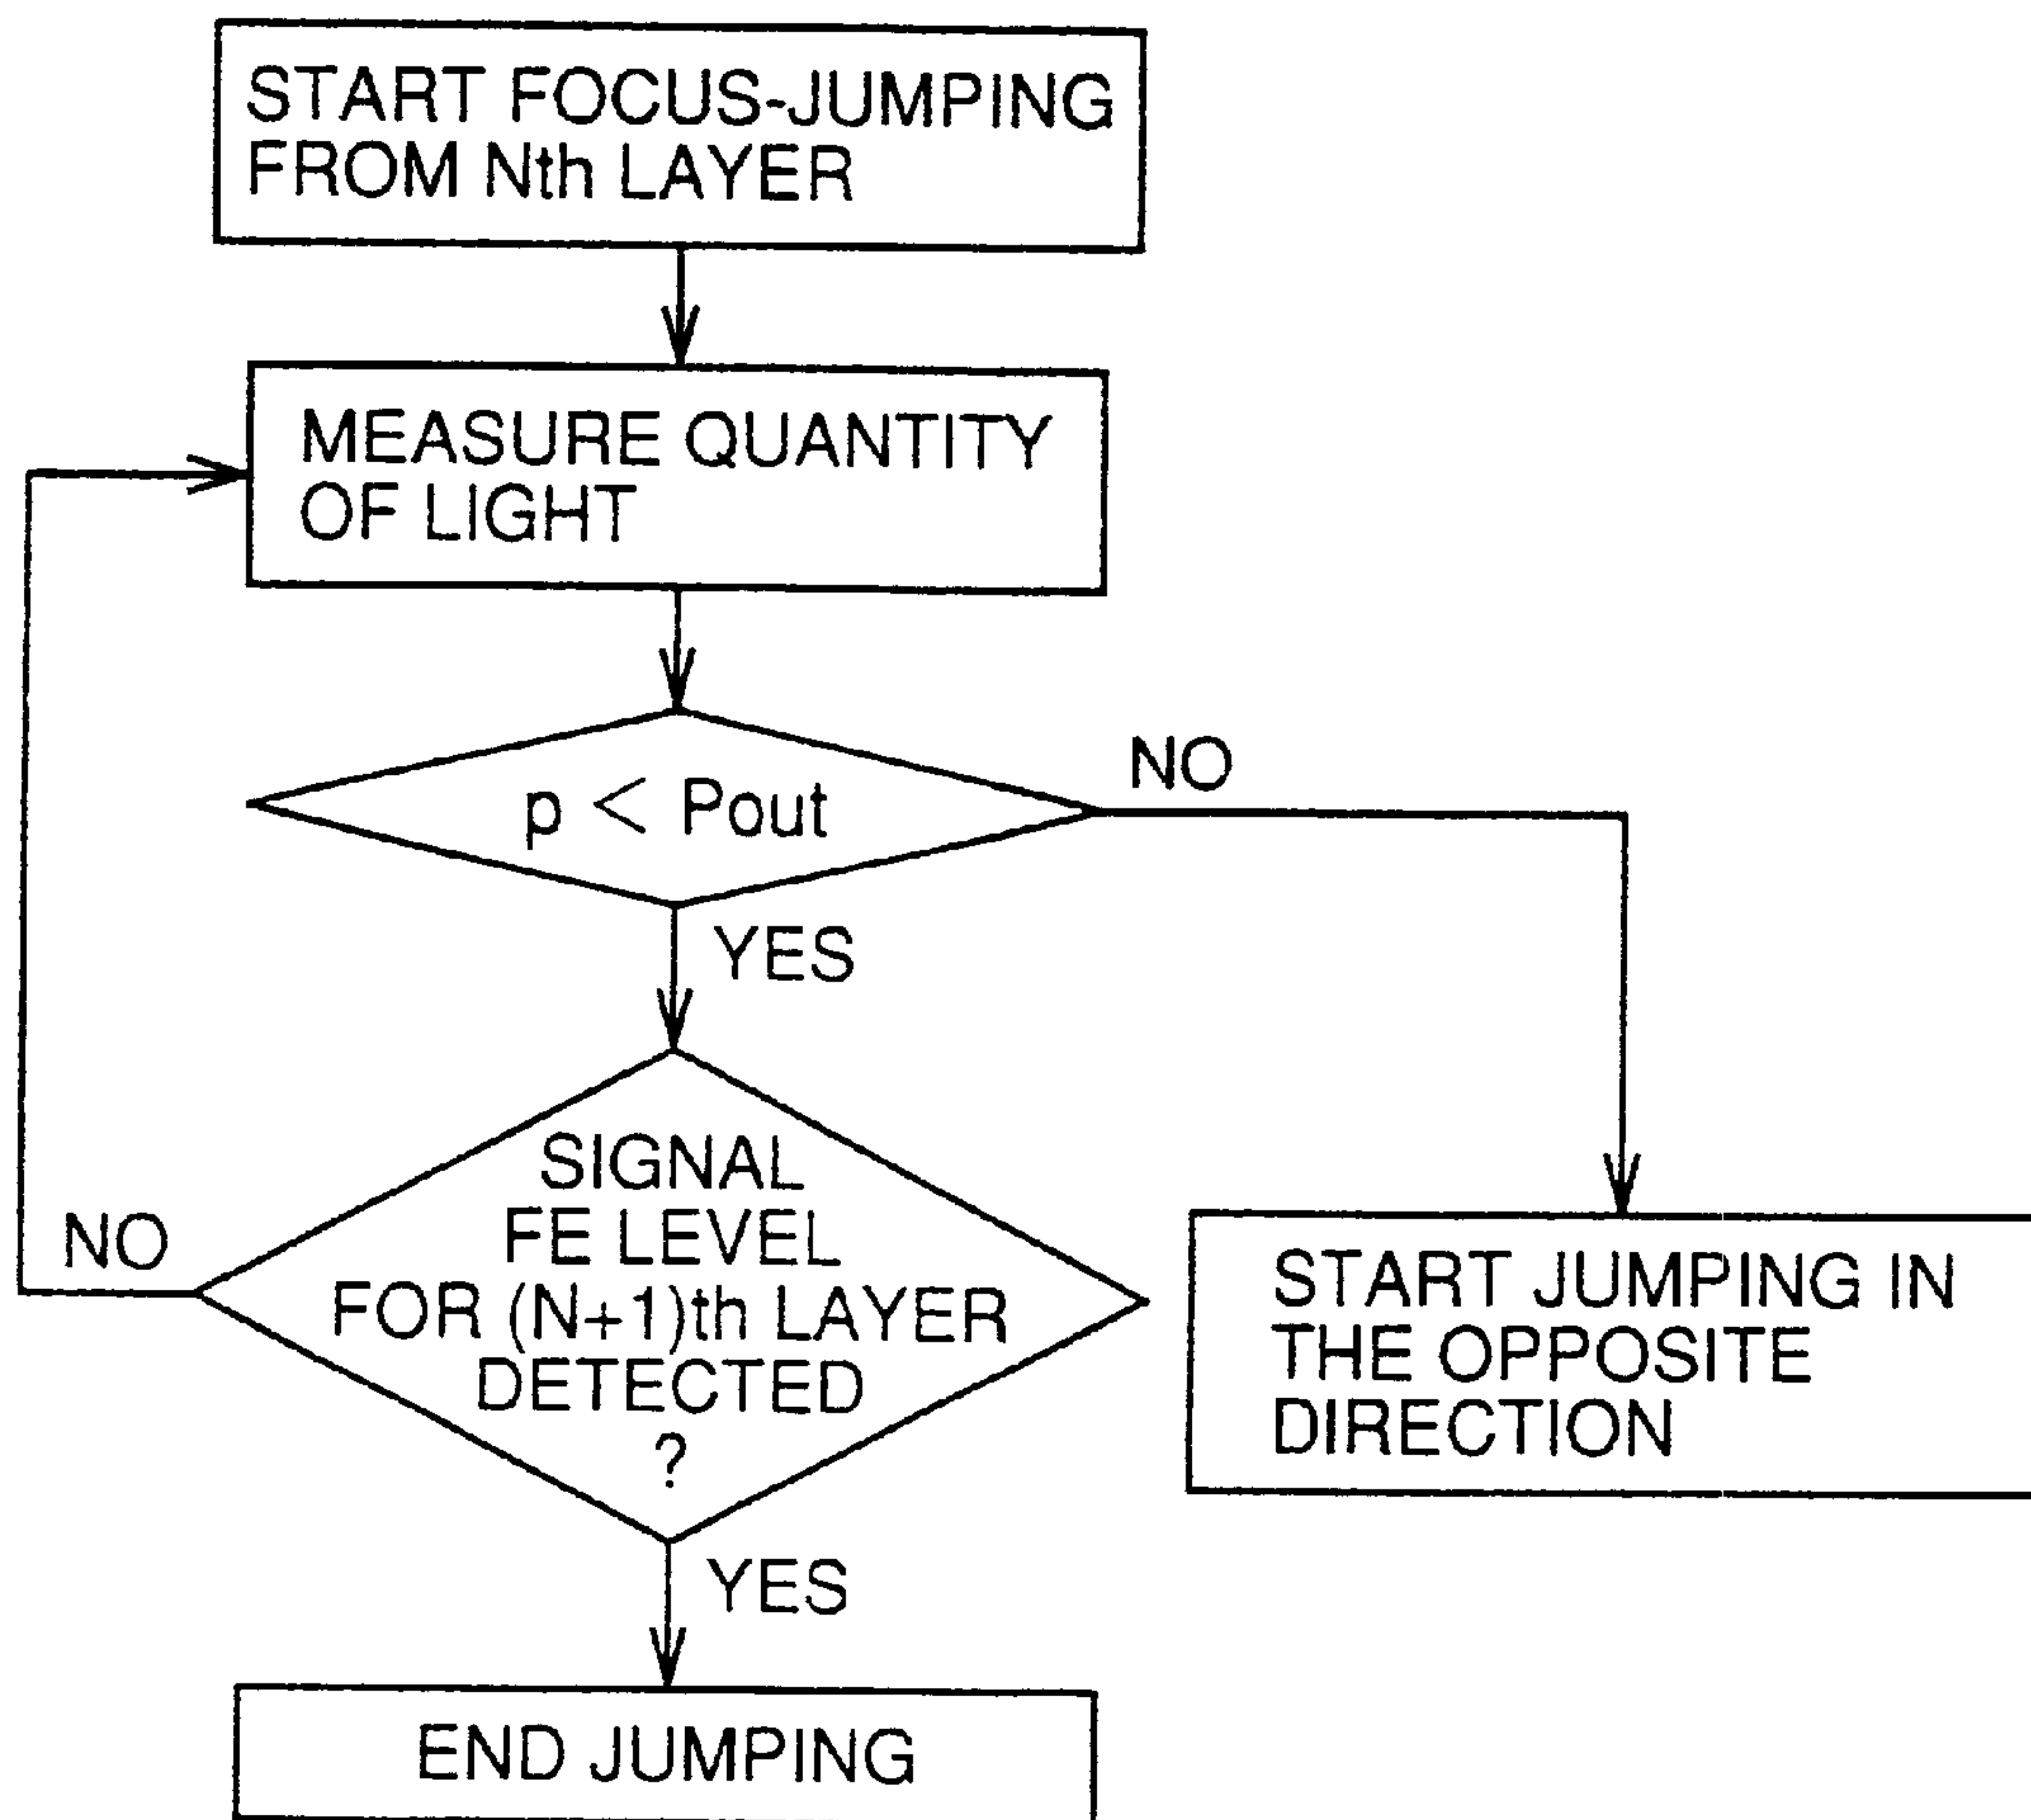 START FOCUS-JUMPING
FROM Nth LAYER
MEASURE QUANTITY
OF LIGHT
p < Pout
NO
YES
SIGNAL
FE LEVEL
FOR (N+1)th LAYER
DETECTED
?
NO
START JUMPING IN
THE OPPOSITE
DIRECTION
YES
END JUMPING